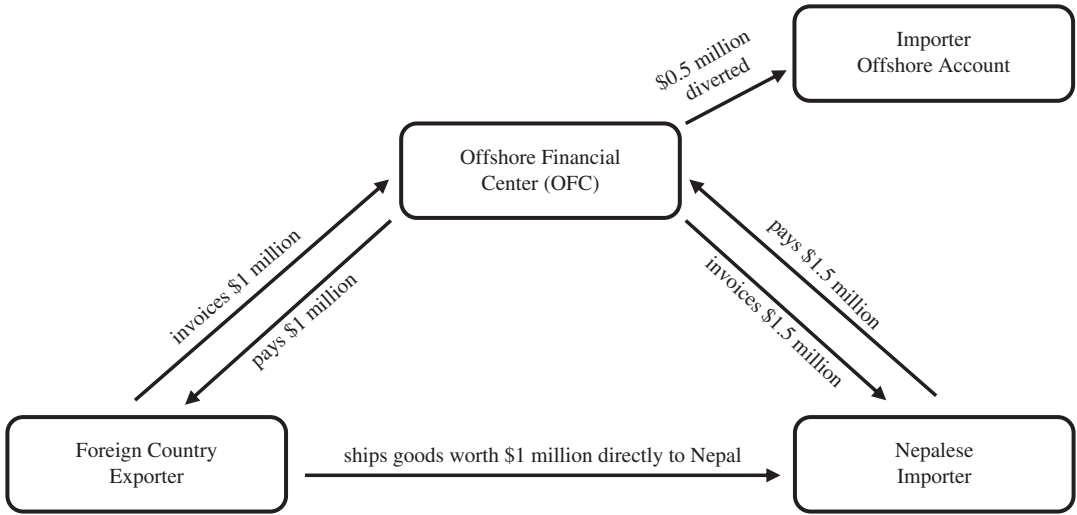 Importer
Offshore Account
$0.5 million
diverted
Offshore Financial
Center (OFC)
invoices $1 million
pays $1 million
pays $1.5 million
invoices $1.5 million
Foreign Country
Exporter
ships goods worth $1 million directly to Nepal
Nepalese
Importer